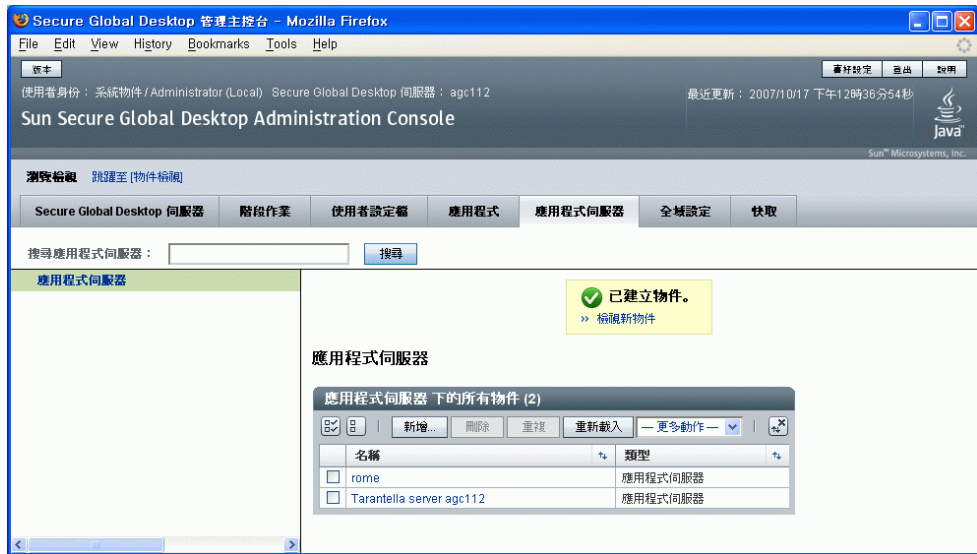 Secure Global Desktop 管理主控台 - Mozilla Firefox
File Edit View History Bookmarks Tools Help
版本 喜好設定 登出 說明
使用者身份： 系統物件 / Administrator (Local) Secure Global Desktop 伺服器： agc112 最近更新： 2007/10/17 下午12時36分54秒
Sun Secure Global Desktop Administration Console
Java
Sun™ Microsystems, Inc.
瀏覽檢視 跳躍至 [物件檢視]
Secure Global Desktop 伺服器 階段作業 使用者設定檔 應用程式 應用程式伺服器 全域設定 快取
搜尋應用程式伺服器： 搜尋
應用程式伺服器
已建立物件。
›› 檢視新物件
應用程式伺服器
應用程式伺服器 下的所有物件 (2)
新增... 刪除 重複 重新載入 — 更多動作 —
名稱 類型
rome 應用程式伺服器
Tarantella server agc112 應用程式伺服器